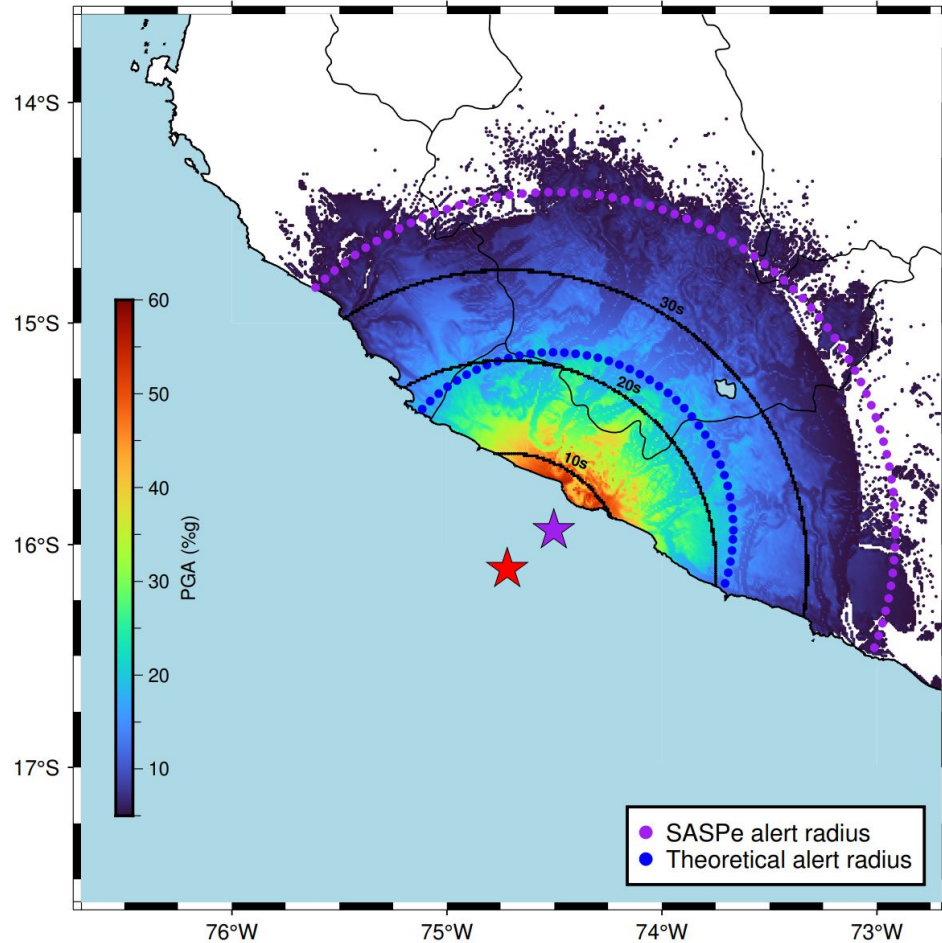 14°S
15°S
16°S
17°S
76°W
75°W
74°W
73°W
60
50
40
30
20
10
PGA (%g)
30s
20s
10s
SASPe alert radius
Theoretical alert radius